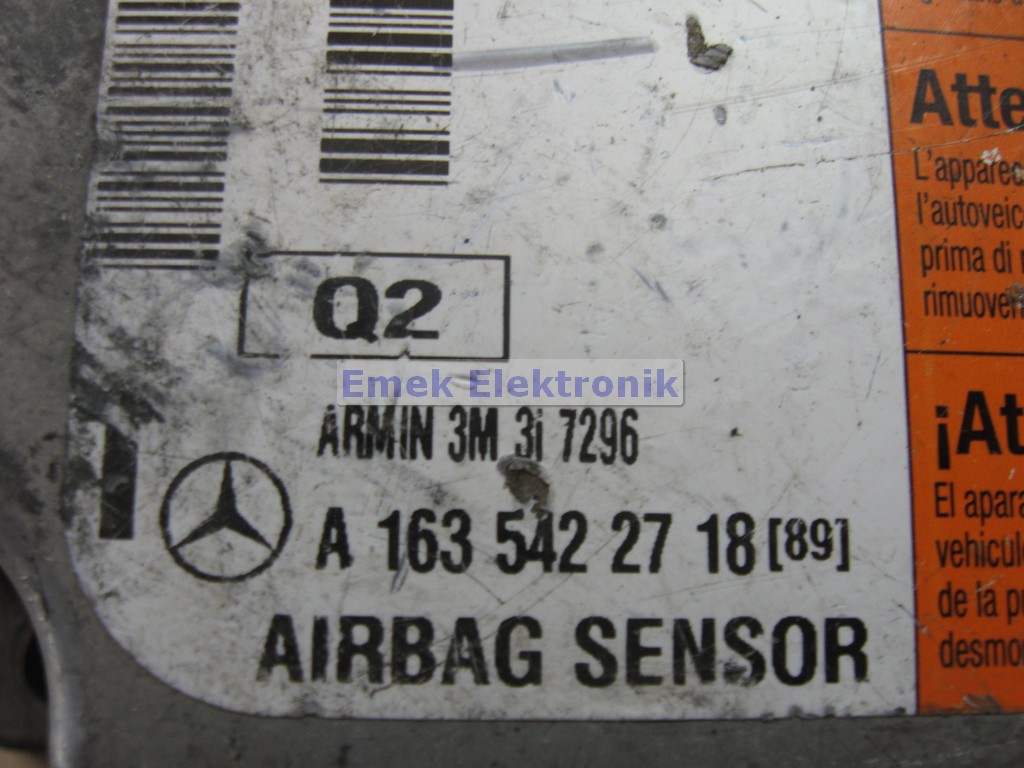 Q2
Emek Elektronik
ARMIN 3M 3i 7296
A 163 542 27 18 [89]
AIRBAG SENSOR
Atte
L'apparec
l'autoveic
prima di
rimuover
¡At
El apara
vehicul
de la p
desmo